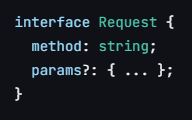 interface Request {
  method: string;
  params?: { ... };
}